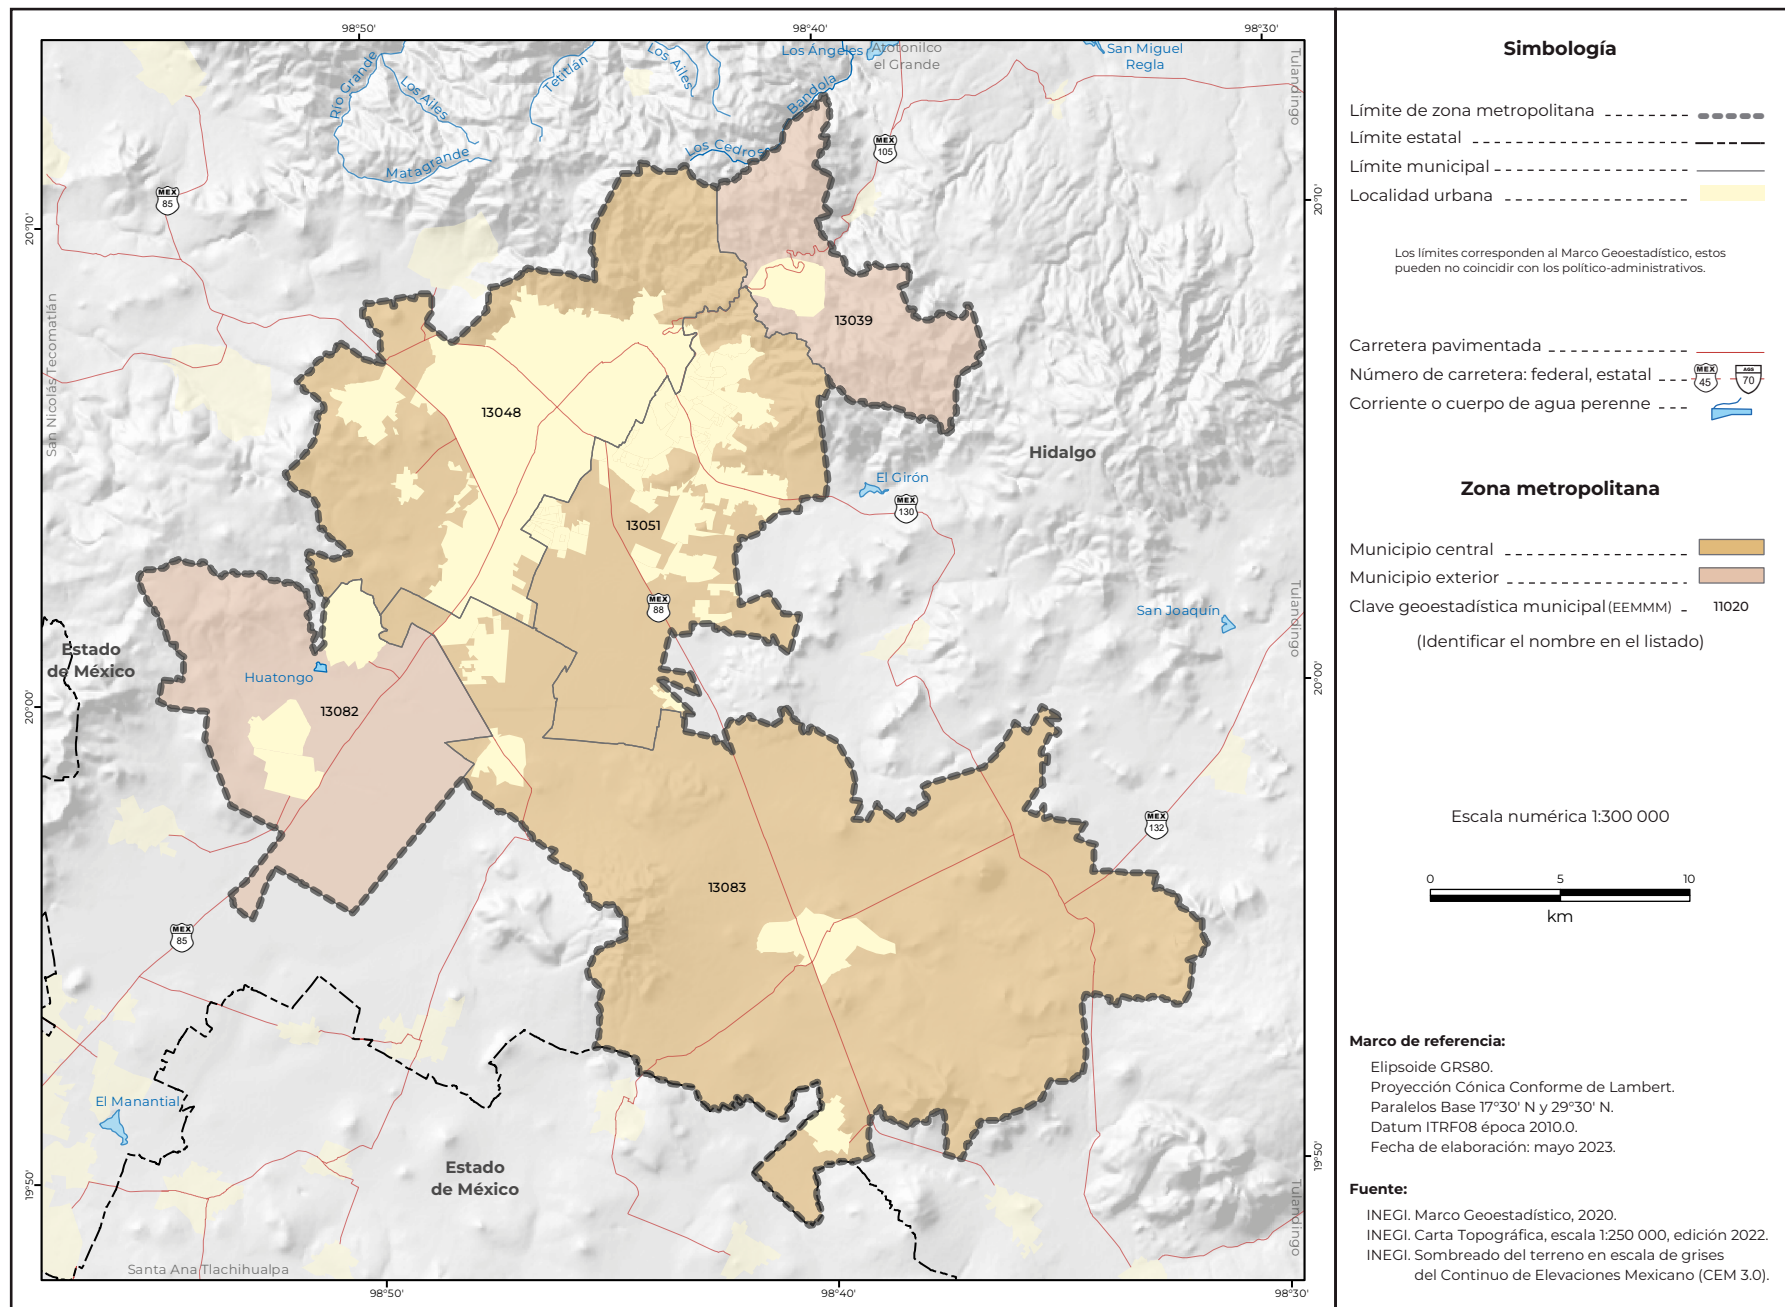 98°50'
98°40'
98°30'
Río Grande
Los Ailes
Matagrande
Tetitlán
Los Ailes
Los Ángeles
Atotonilco
el Grande
Bandola
Los Cedros
San Miguel
Regla
Tulancingo
MEX
105
MEX
85
20°10'
20°10'
San Nicolás Tecomatlán
13039
13048
Hidalgo
El Girón
MEX
130
13051
MEX
88
San Joaquín
Tulancingo
Estado
de México
Huatongo
20°00'
20°00'
13082
MEX
132
13083
MEX
85
El Manantial
Estado
de México
19°50'
19°50'
Tulancingo
Santa Ana Tlachihualpa
98°50'
98°40'
98°30'
Simbología
Límite de zona metropolitana
Límite estatal
Límite municipal
Localidad urbana
Los límites corresponden al Marco Geoestadístico, estos
pueden no coincidir con los político-administrativos.
Carretera pavimentada
Número de carretera: federal, estatal
MEX
45
AGS
70
Corriente o cuerpo de agua perenne
Zona metropolitana
Municipio central
Municipio exterior
Clave geoestadística municipal (EEMMM) 11020
(Identificar el nombre en el listado)
Escala numérica 1:300 000
0 5 10
km
Marco de referencia:
Elipsoide GRS80.
Proyección Cónica Conforme de Lambert.
Paralelos Base 17°30' N y 29°30' N.
Datum ITRF08 época 2010.0.
Fecha de elaboración: mayo 2023.
Fuente:
INEGI. Marco Geoestadístico, 2020.
INEGI. Carta Topográfica, escala 1:250 000, edición 2022.
INEGI. Sombreado del terreno en escala de grises
del Continuo de Elevaciones Mexicano (CEM 3.0).